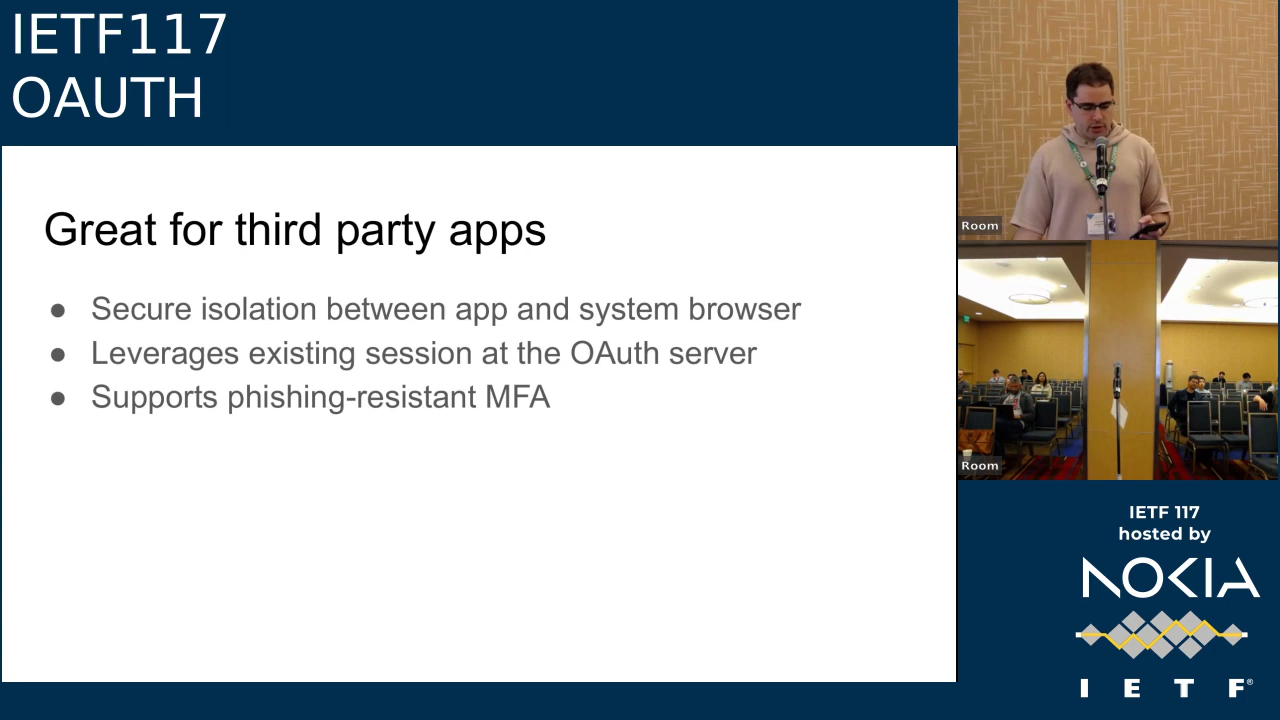 IETF117
OAUTH
Great for third party apps
● Secure isolation between app and system browser
● Leverages existing session at the OAuth server
● Supports phishing-resistant MFA
Room
Room
IETF 117
hosted by
NOKIA
I E T F®